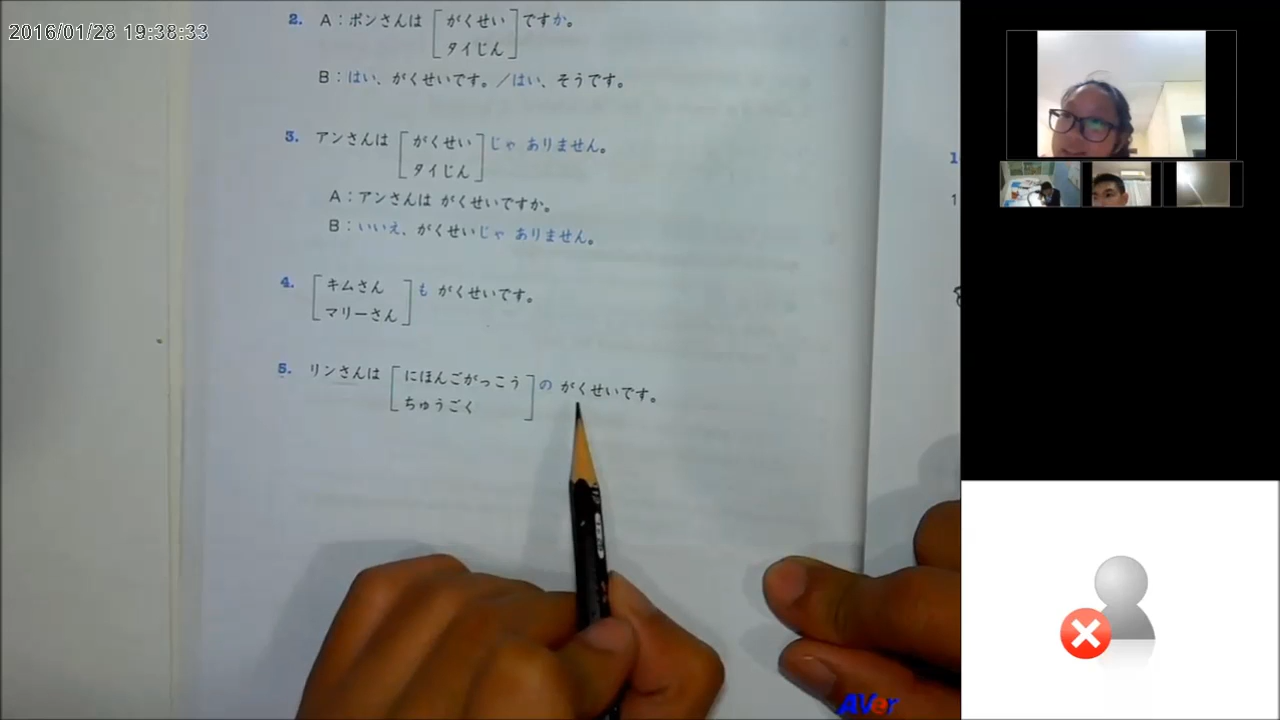 2016/01/28 19:38:33
2. A：ポンさんは [がくせい] ですか。
タイじん
B：はい、がくせいです。／はい、そうです。
3. アンさんは [がくせい] じゃ ありません。
タイじん
A：アンさんは がくせいですか。
B：いいえ、がくせいじゃ ありません。
4. [キムさん] も がくせいです。
マリーさん
5. リンさんは [にほんごがっこう] の がくせいです。
ちゅうごく
AVer